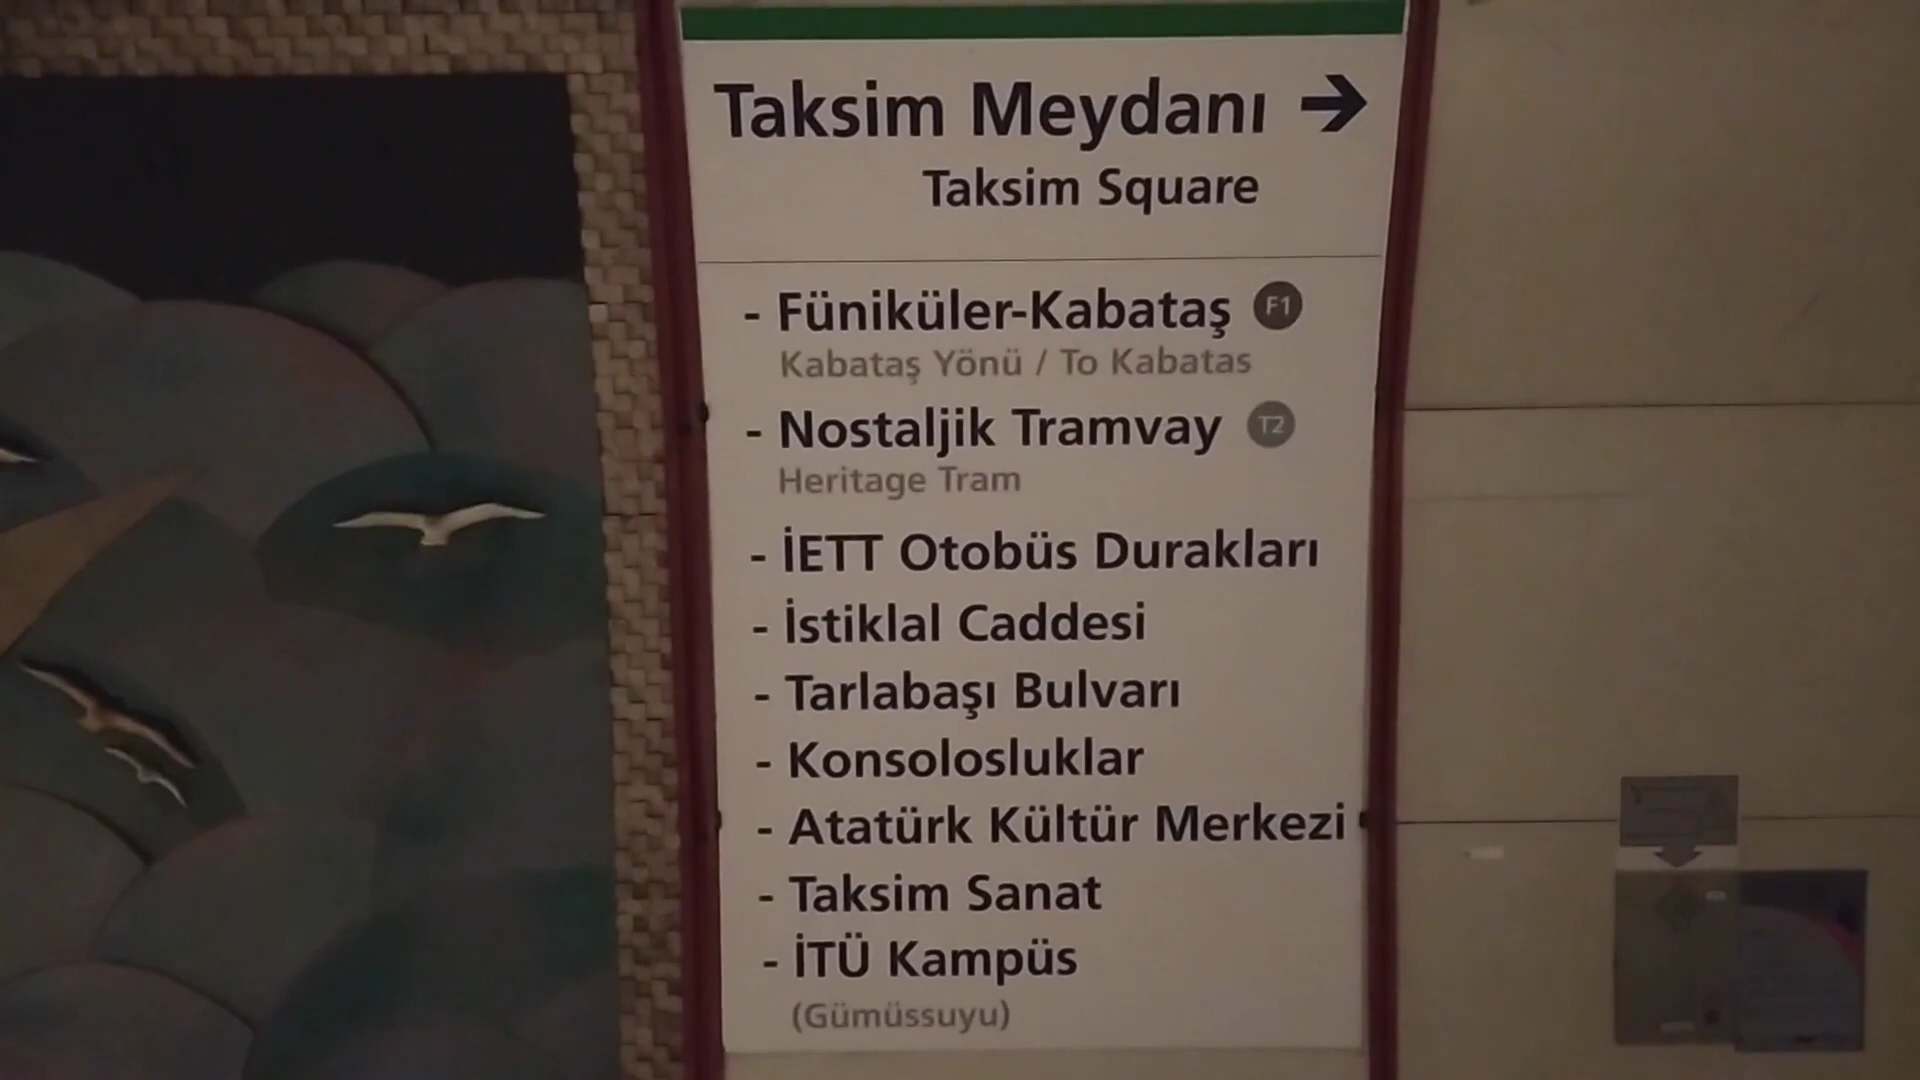 Taksim Meydanı →
Taksim Square
- Füniküler-Kabataş F1
Kabataş Yönü / To Kabatas
- Nostaljik Tramvay T2
Heritage Tram
- İETT Otobüs Durakları
- İstiklal Caddesi
- Tarlabaşı Bulvarı
- Konsolosluklar
- Atatürk Kültür Merkezi
- Taksim Sanat
- İTÜ Kampüs
(Gümüssuyu)